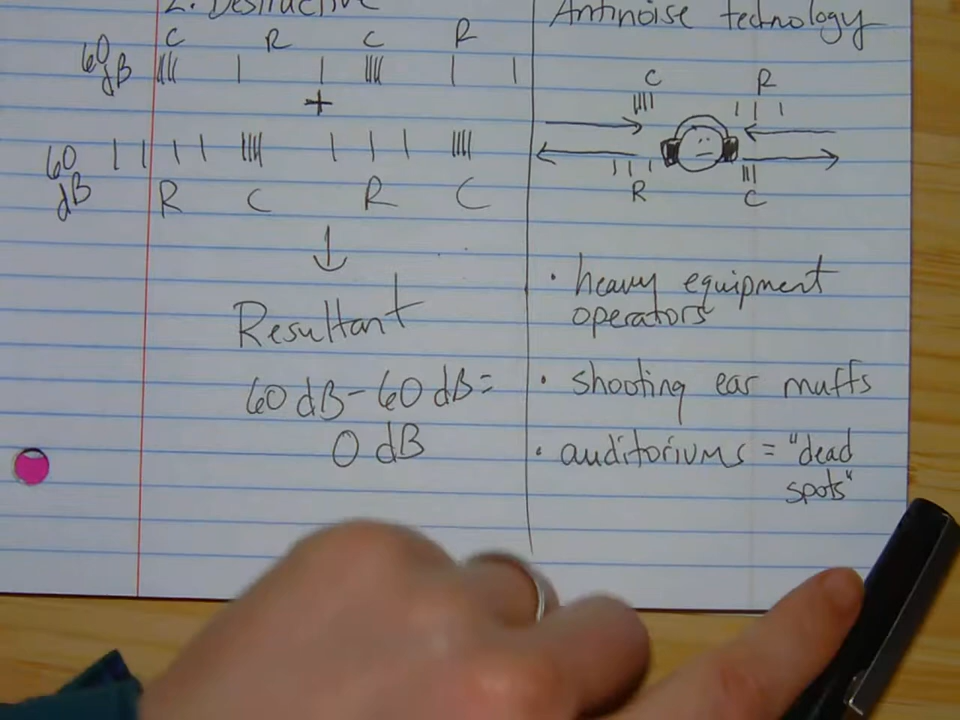 2. Destructive
C R C R
60 dB
+
60 dB
R C R C
Resultant
60 dB - 60 dB =
0 dB
Antinoise technology
C R
R C
• heavy equipment
operators
• shooting ear muffs
• auditoriums = "dead
spots"